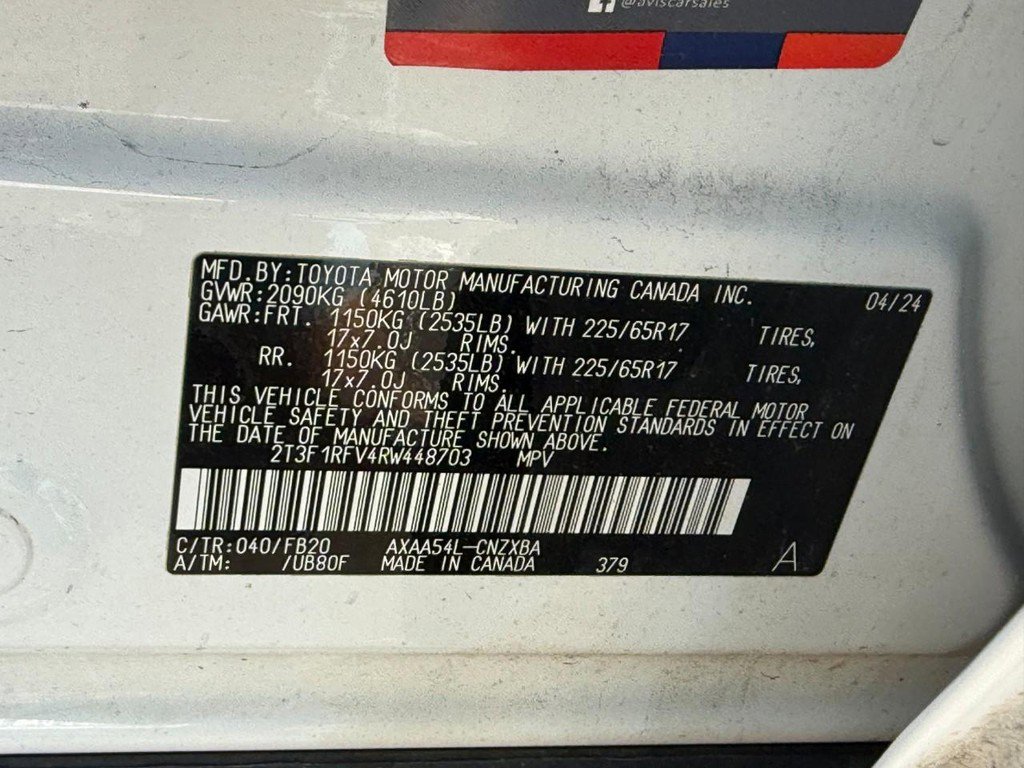 @aviscarsales
MFD.BY:TOYOTA MOTOR MANUFACTURING CANADA INC. 04/24
GVWR:2090KG (4610LB)
GAWR:FRT. 1150KG (2535LB) WITH 225/65R17 TIRES,
17x7.0J RIMS.
RR. 1150KG (2535LB) WITH 225/65R17 TIRES,
17x7.0J RIMS.
THIS VEHICLE CONFORMS TO ALL APPLICABLE FEDERAL MOTOR
VEHICLE SAFETY AND THEFT PREVENTION STANDARDS IN EFFECT ON
THE DATE OF MANUFACTURE SHOWN ABOVE.
2T3F1RFV4RW448703 MPV
C/TR:040/FB20 AXAA54L-CNZXBA
A/TM: /UB80F MADE IN CANADA 379 A